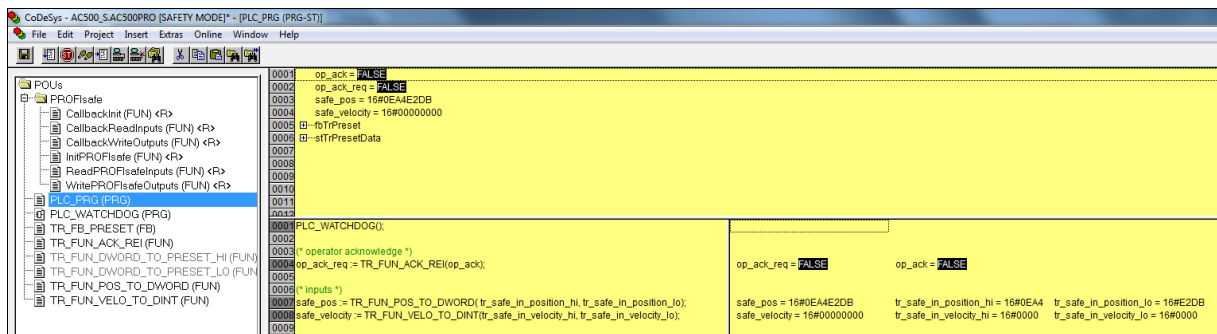 CoDeSys - AC500_S.AC500PRO [SAFETY MODE]* - [PLC_PRG (PRG-ST)]
File Edit Project Insert Extras Online Window Help
POUs
PROFIsafe
CallbackInit (FUN) <R>
CallbackReadInputs (FUN) <R>
CallbackWriteOutputs (FUN) <R>
InitPROFIsafe (FUN) <R>
ReadPROFIsafeInputs (FUN) <R>
WritePROFIsafeOutputs (FUN) <R>
PLC_PRG (PRG)
PLC_WATCHDOG (PRG)
TR_FB_PRESET (FB)
TR_FUN_ACK_REI (FUN)
TR_FUN_DWORD_TO_PRESET_HI (FUN)
TR_FUN_DWORD_TO_PRESET_LO (FUN
TR_FUN_POS_TO_DWORD (FUN)
TR_FUN_VELO_TO_DINT (FUN)
0001 op_ack = FALSE
0002 op_ack_req = FALSE
0003 safe_pos = 16#0EA4E2DB
0004 safe_velocity = 16#00000000
0005 fbTrPreset
0006 stTrPresetData
0007
0008
0009
0010
0011
0012
0001 PLC_WATCHDOG();
0002
0003 (* operator acknowledge *)
0004 op_ack_req := TR_FUN_ACK_REI(op_ack); op_ack_req = FALSE op_ack = FALSE
0005
0006 (* inputs *)
0007 safe_pos := TR_FUN_POS_TO_DWORD( tr_safe_in_position_hi, tr_safe_in_position_lo); safe_pos = 16#0EA4E2DB tr_safe_in_position_hi = 16#0EA4 tr_safe_in_position_lo = 16#E2DB
0008 safe_velocity := TR_FUN_VELO_TO_DINT(tr_safe_in_velocity_hi, tr_safe_in_velocity_lo); safe_velocity = 16#00000000 tr_safe_in_velocity_hi = 16#0000 tr_safe_in_velocity_lo = 16#0000
0009